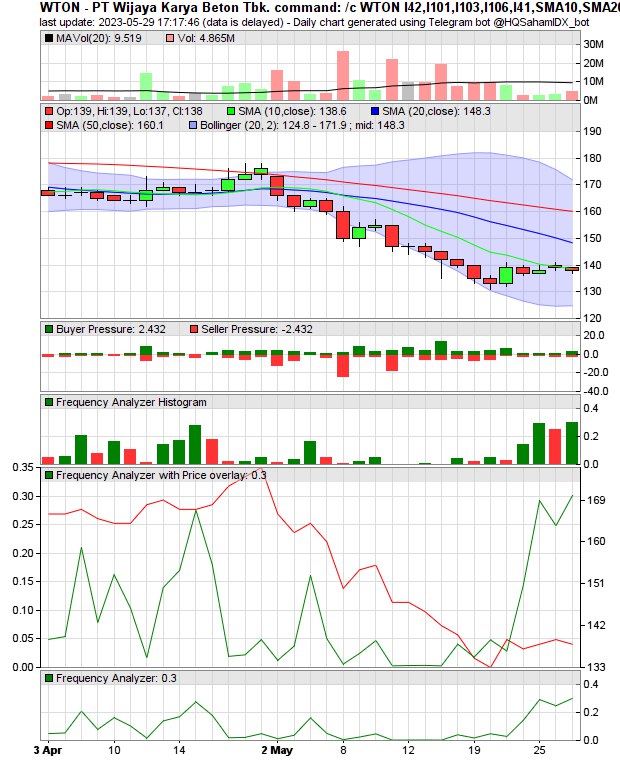 WTON - PT Wijaya Karya Beton Tbk. command: /c WTON I42,I101,I103,I106,I41,SMA10,SMA20
last update: 2023-05-29 17:17:46 (data is delayed) - Daily chart generated using Telegram bot @HQSahamIDX_bot
MAVol(20): 9.519 Vol: 4.865M
30M
20M
10M
0M
Op:139, Hi:139, Lo:137, Cl:138 SMA (10,close): 138.6 SMA (20,close): 148.3
SMA (50,close): 160.1 Bollinger (20, 2): 124.8 - 171.9 ; mid: 148.3
190
180
170
160
150
140
130
120
Buyer Pressure: 2.432 Seller Pressure: -2.432
20.0
0.0
-20.0
-40.0
Frequency Analyzer Histogram
0.4
0.2
0.0
Frequency Analyzer with Price overlay: 0.3
0.35
0.30 169
0.25
160
0.20
0.15 151
0.10
142
0.05
0.00 133
Frequency Analyzer: 0.3
0.4
0.2
0.0
3 Apr 10 14 2 May 8 12 19 25